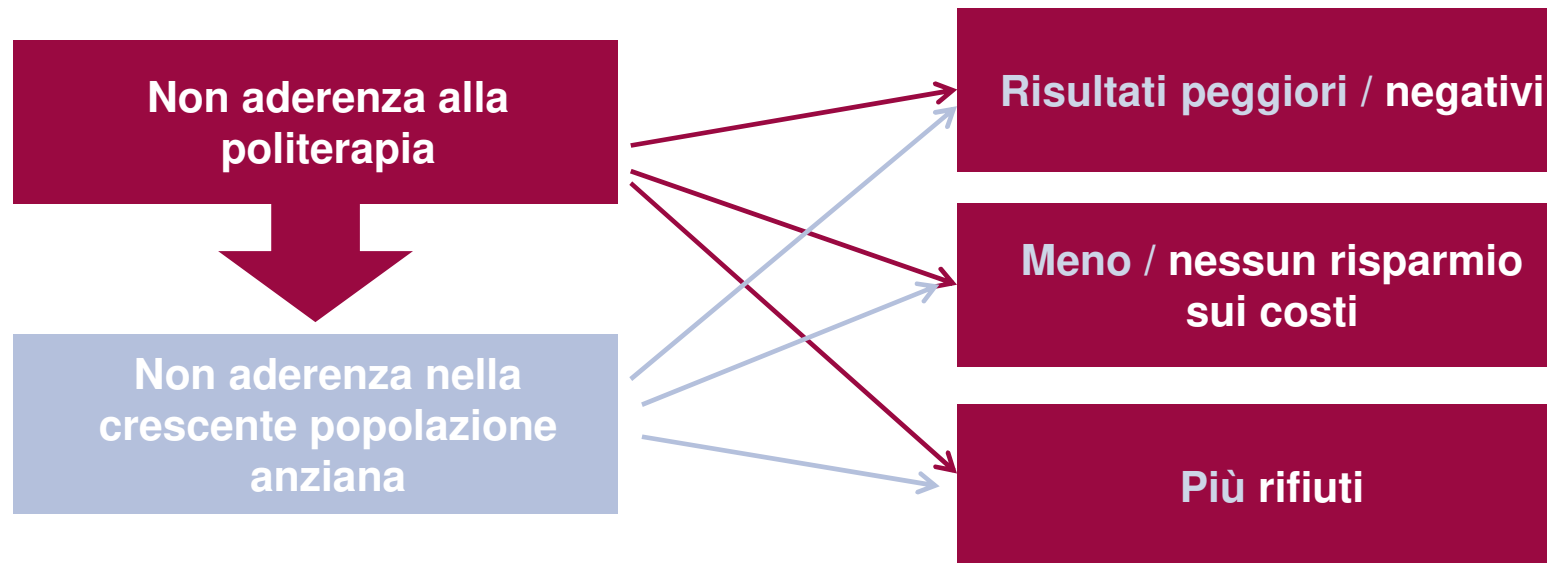 Non aderenza alla
politerapia
Non aderenza nella
crescente popolazione
anziana
Risultati peggiori / negativi
Meno / nessun risparmio
sui costi
Più rifiuti